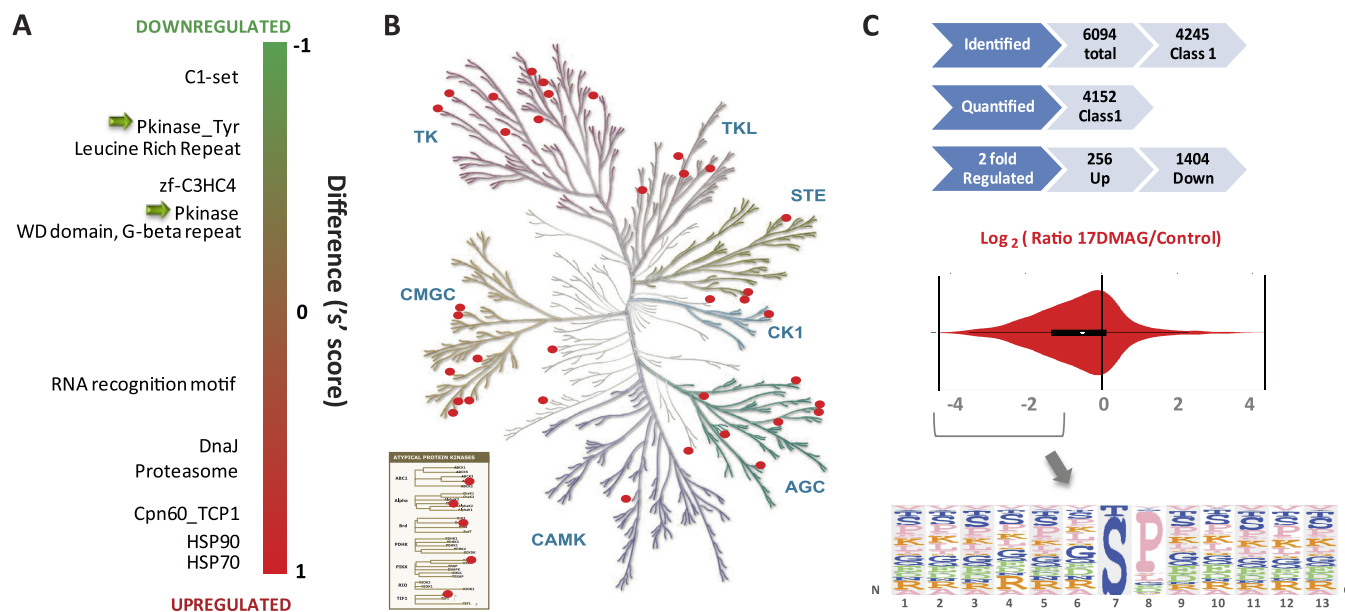 A
DOWNREGULATED
-1
C1-set
Pkinase_Tyr
Leucine Rich Repeat
zf-C3HC4
Pkinase
WD domain, G-beta repeat
0
Difference ('s' score)
RNA recognition motif
DnaJ
Proteasome
Cpn60_TCP1
HSP90
HSP70
1
UPREGULATED
B
TK
TKL
STE
CMGC
CK1
AGC
CAMK
ATYPICAL PROTEIN KINASES
ABC1
Alpha
Brd
PDHK
PIKK
RIO
TIF1
C
Identified
6094
total
4245
Class 1
Quantified
4152
Class1
2 fold
Regulated
256
Up
1404
Down
Log 2 ( Ratio 17DMAG/Control)
-4 -2 0 2 4
S P
N
1 2 3 4 5 6 7 8 9 10 11 12 13